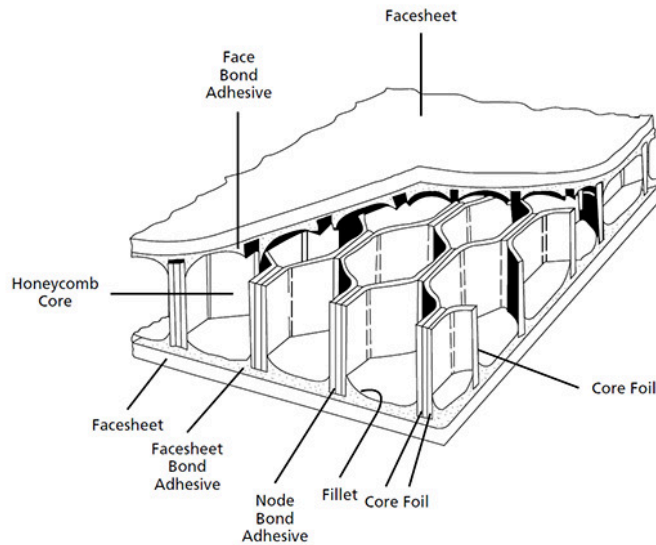 Facesheet
Face
Bond
Adhesive
Honeycomb
Core
Core Foil
Facesheet
Facesheet
Bond
Adhesive
Node
Bond
Adhesive
Fillet
Core Foil